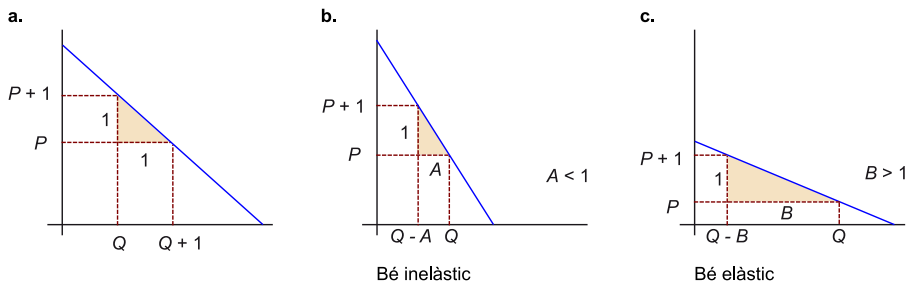 a.
P + 1
1
P
1
Q
Q + 1
b.
P + 1
1
P
A
A < 1
Q - A
Q
Bé inelàstic
c.
P + 1
1
P
B
B > 1
Q - B
Q
Bé elàstic